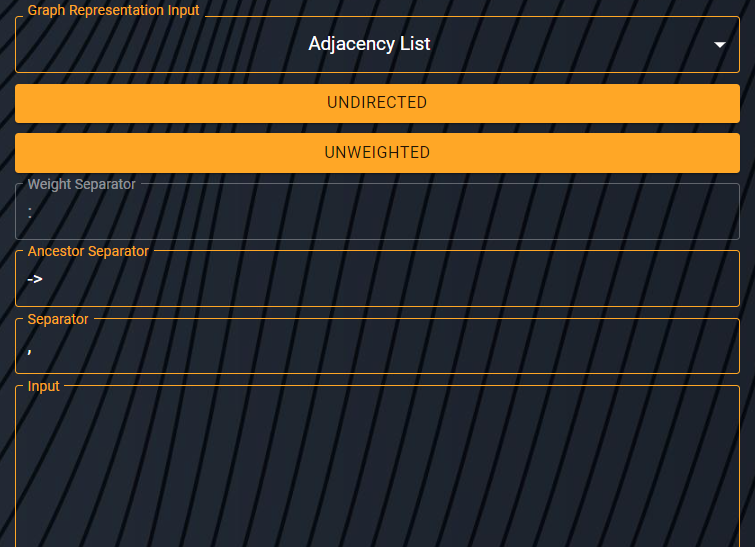 Graph Representation Input
Adjacency List
UNDIRECTED
UNWEIGHTED
Weight Separator
:
Ancestor Separator
->
Separator
,
Input